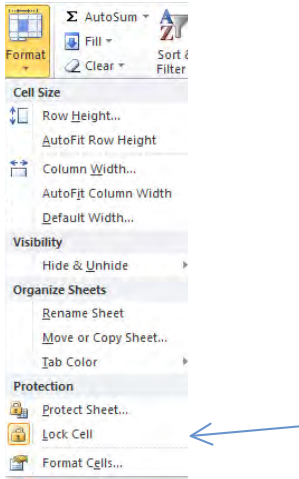 Σ AutoSum
Fill
Format
Clear
Sort &
Filter
Cell Size
Row Height...
AutoFit Row Height
Column Width...
AutoFit Column Width
Default Width...
Visibility
Hide & Unhide
Organize Sheets
Rename Sheet
Move or Copy Sheet...
Tab Color
Protection
Protect Sheet...
Lock Cell
Format Cells...